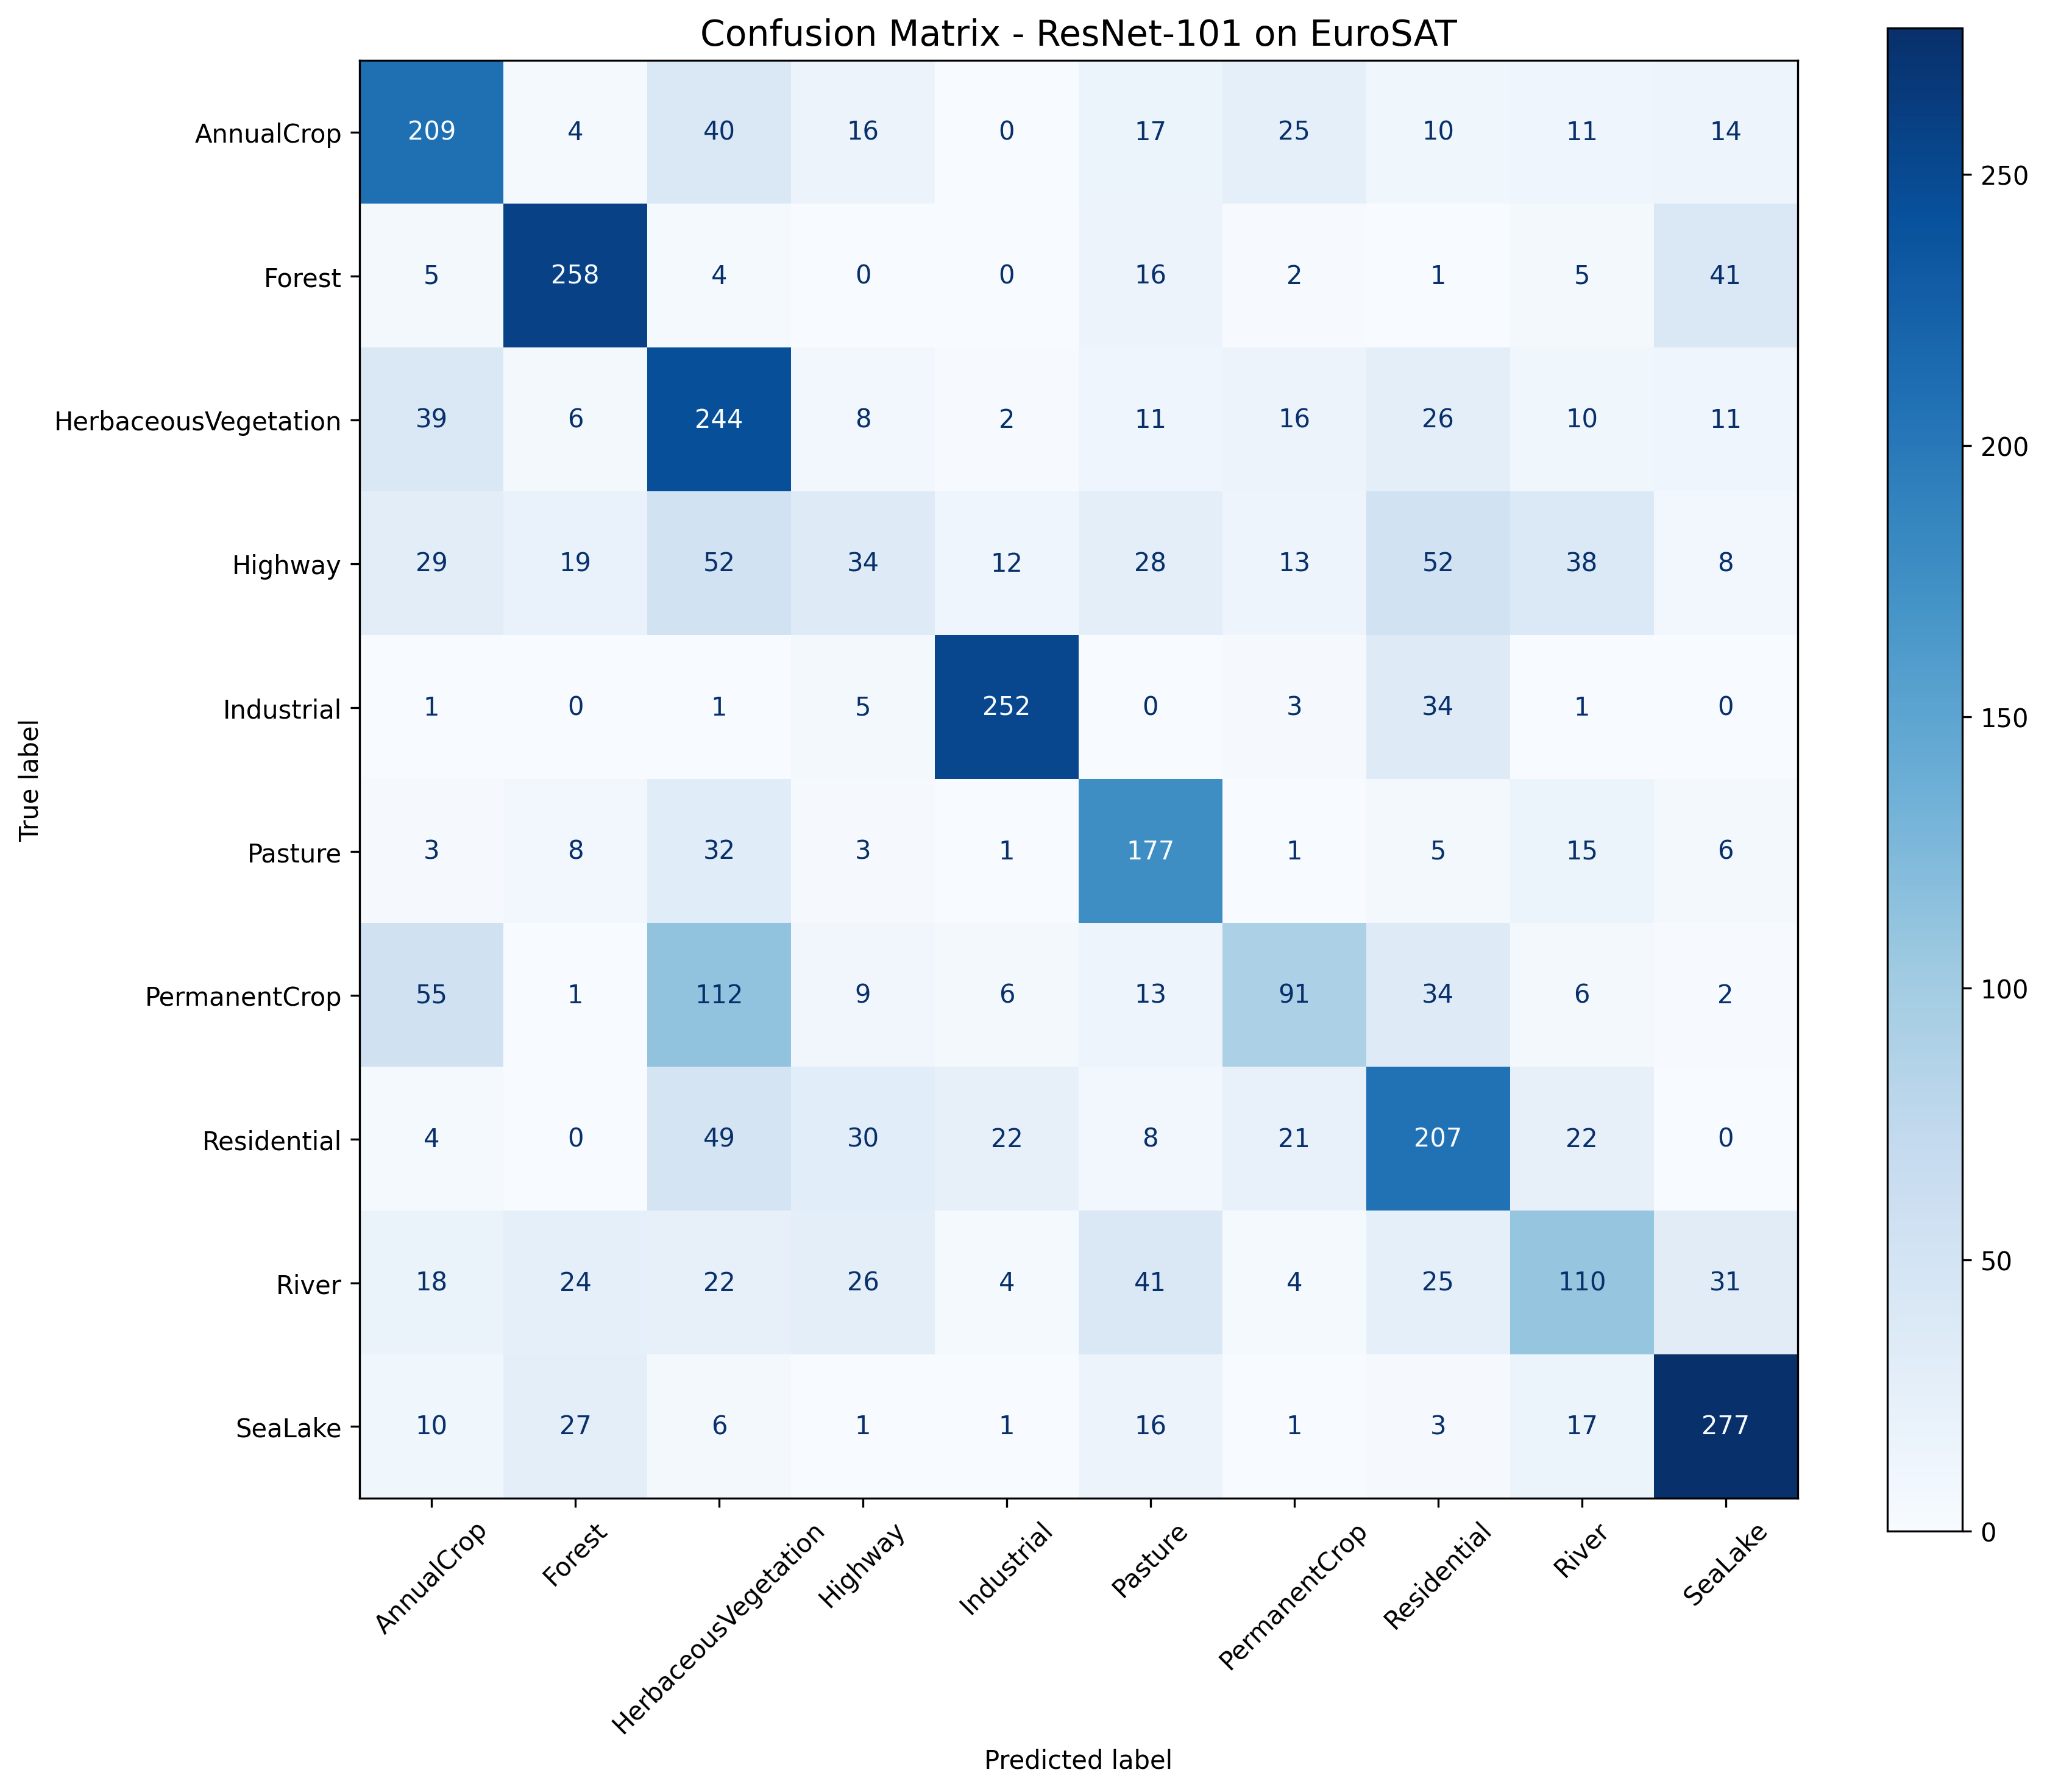 Confusion Matrix - ResNet-101 on EuroSAT
True label
AnnualCrop 209 4 40 16 0 17 25 10 11 14
Forest 5 258 4 0 0 16 2 1 5 41
HerbaceousVegetation 39 6 244 8 2 11 16 26 10 11
Highway 29 19 52 34 12 28 13 52 38 8
Industrial 1 0 1 5 252 0 3 34 1 0
Pasture 3 8 32 3 1 177 1 5 15 6
PermanentCrop 55 1 112 9 6 13 91 34 6 2
Residential 4 0 49 30 22 8 21 207 22 0
River 18 24 22 26 4 41 4 25 110 31
SeaLake 10 27 6 1 1 16 1 3 17 277
AnnualCrop Forest HerbaceousVegetation Highway Industrial Pasture PermanentCrop Residential River SeaLake
Predicted label
250
200
150
100
50
0